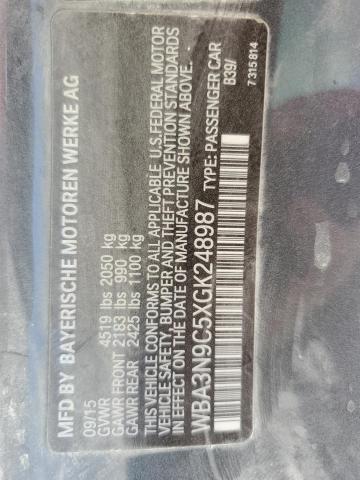 MFD BY BAYERISCHE MOTOREN WERKE AG
09/15
GVWR 4519 lbs 2050 kg
GAWR FRONT 2183 lbs 990 kg
GAWR REAR 2425 lbs 1100 kg
THIS VEHICLE CONFORMS TO ALL APPLICABLE U.S.FEDERAL MOTOR
VEHICLE SAFETY, BUMPER AND THEFT PREVENTION STANDARDS
IN EFFECT ON THE DATE OF MANUFACTURE SHOWN ABOVE.
WBA3N9C5XGK248987 TYPE: PASSENGER CAR
B39/
7 315 814